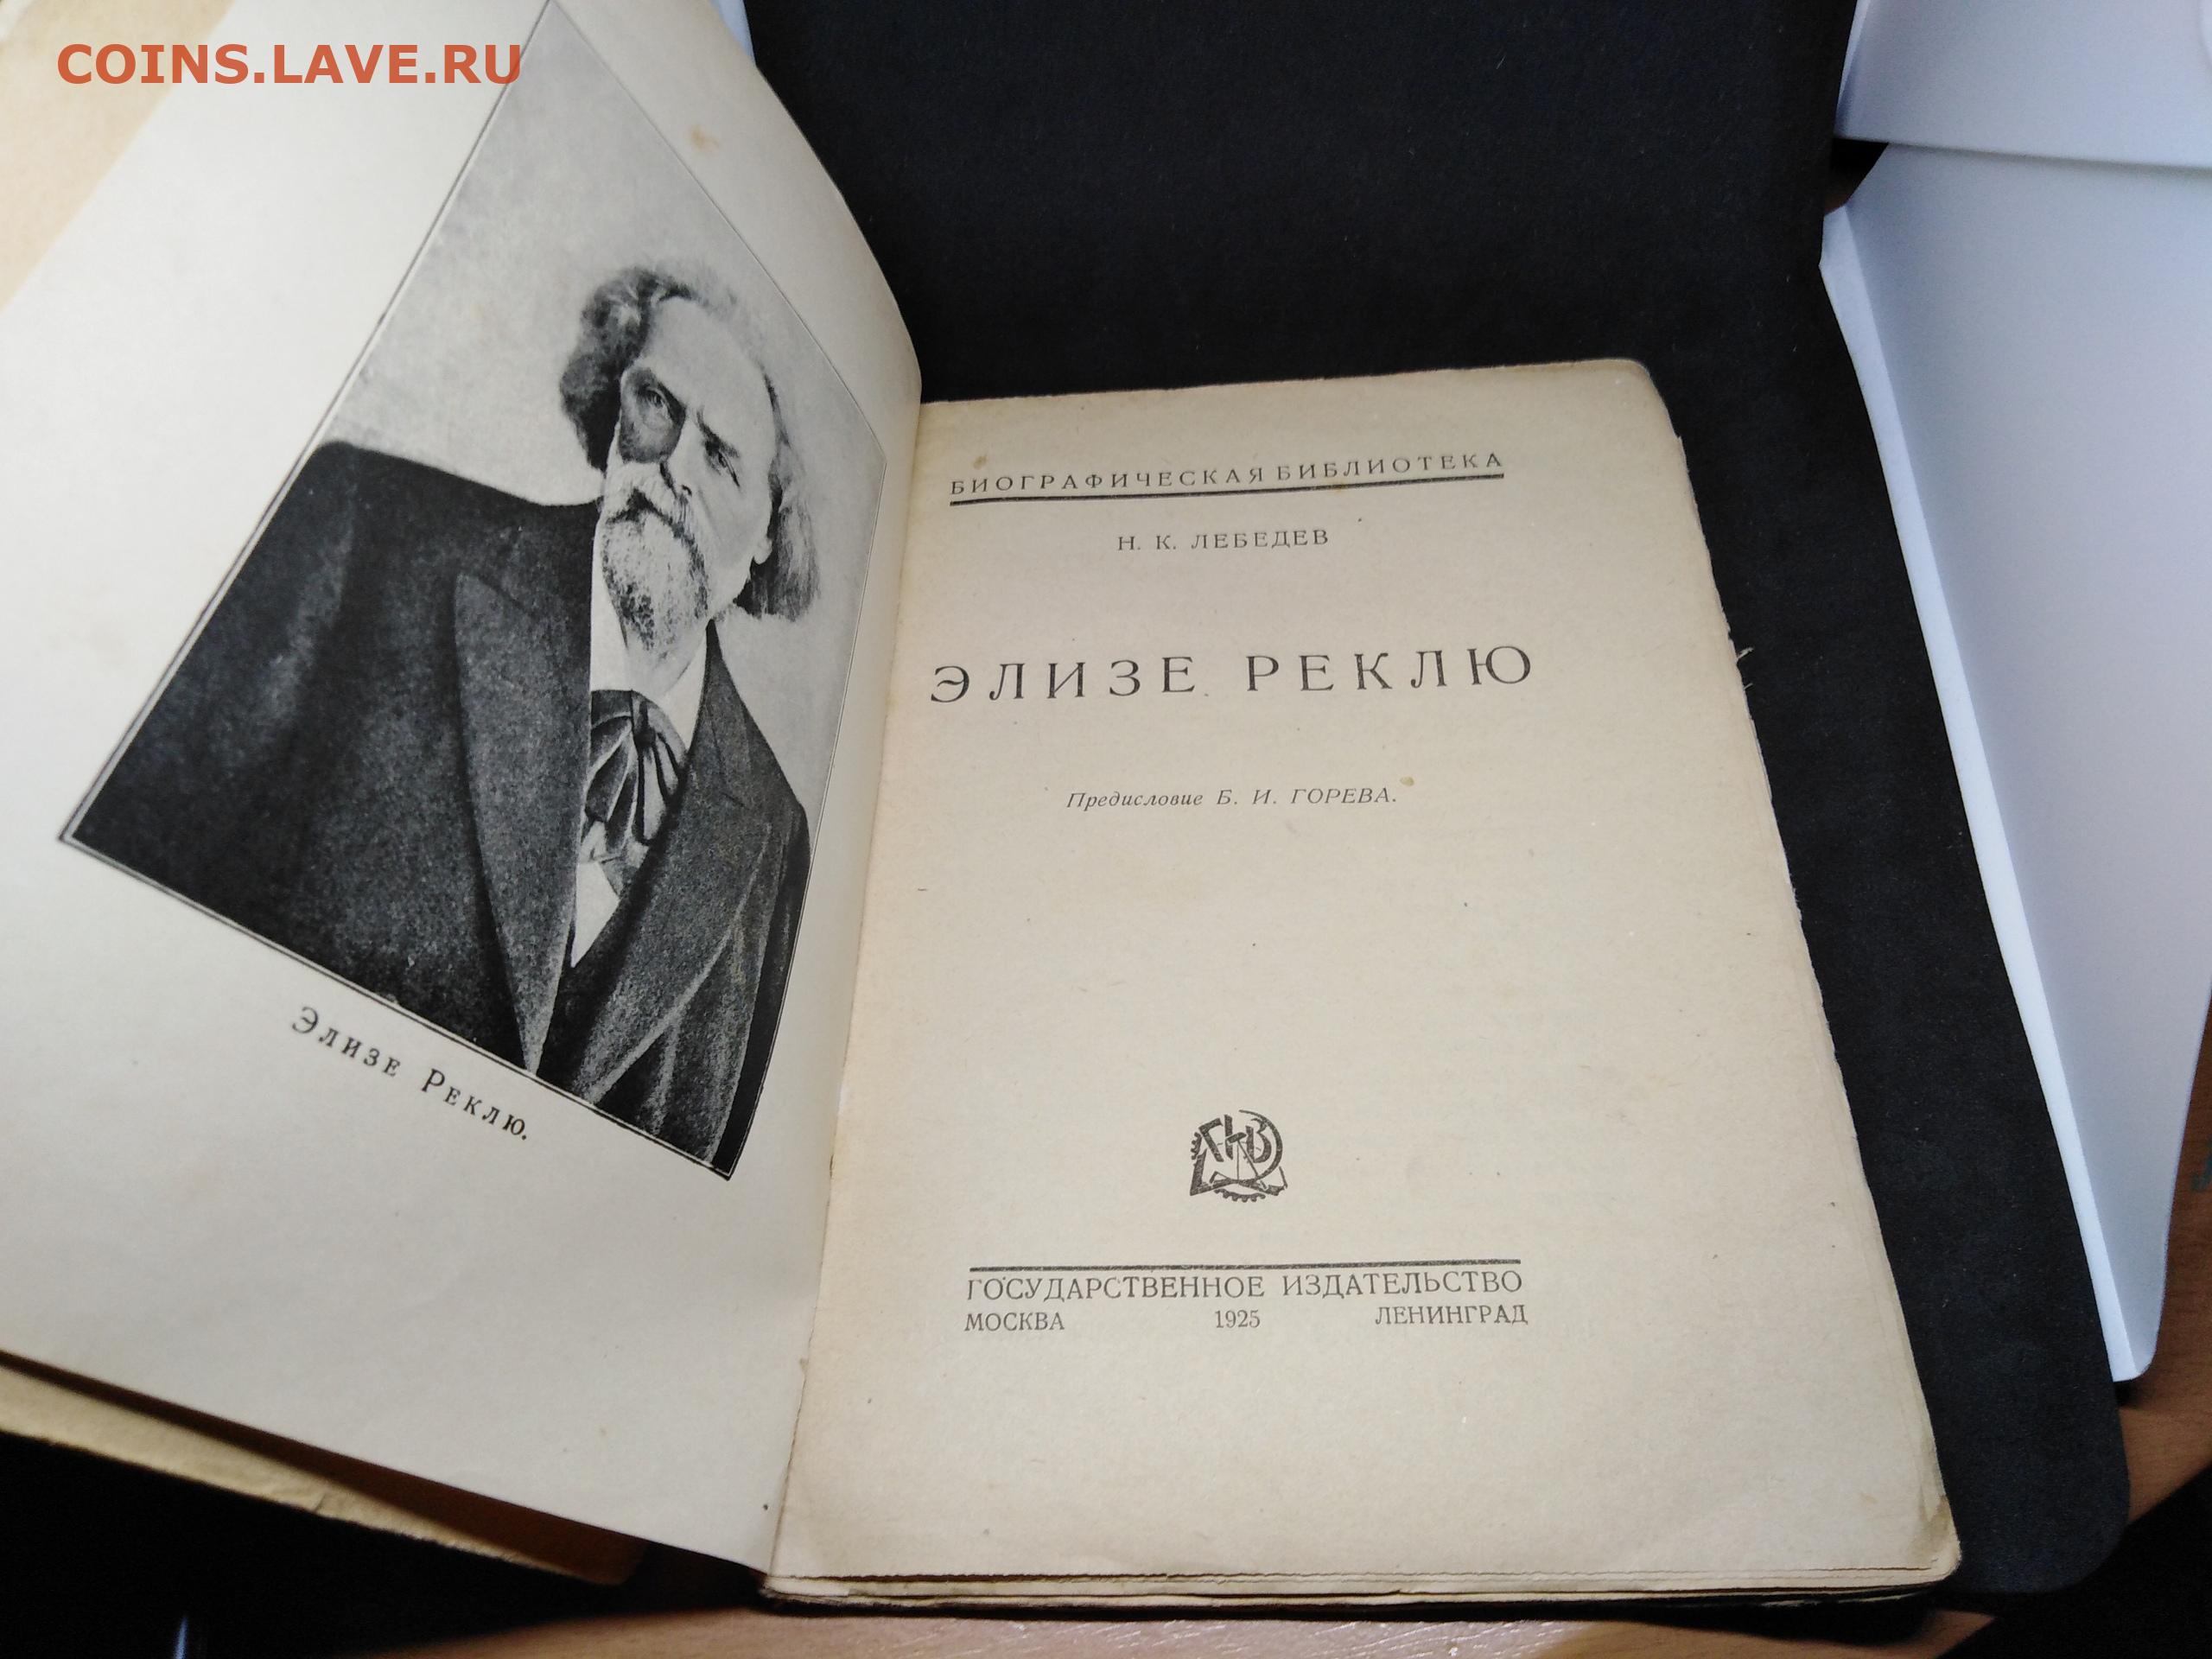 COINS.LAVE.RU
Элизе Реклю.
БИОГРАФИЧЕСКАЯ БИБЛИОТЕКА
Н. К. ЛЕБЕДЕВ
ЭЛИЗЕ РЕКЛЮ
Предисловие Б. И. ГОРЕВА.
ГОСУДАРСТВЕННОЕ ИЗДАТЕЛЬСТВО
МОСКВА 1925 ЛЕНИНГРАД